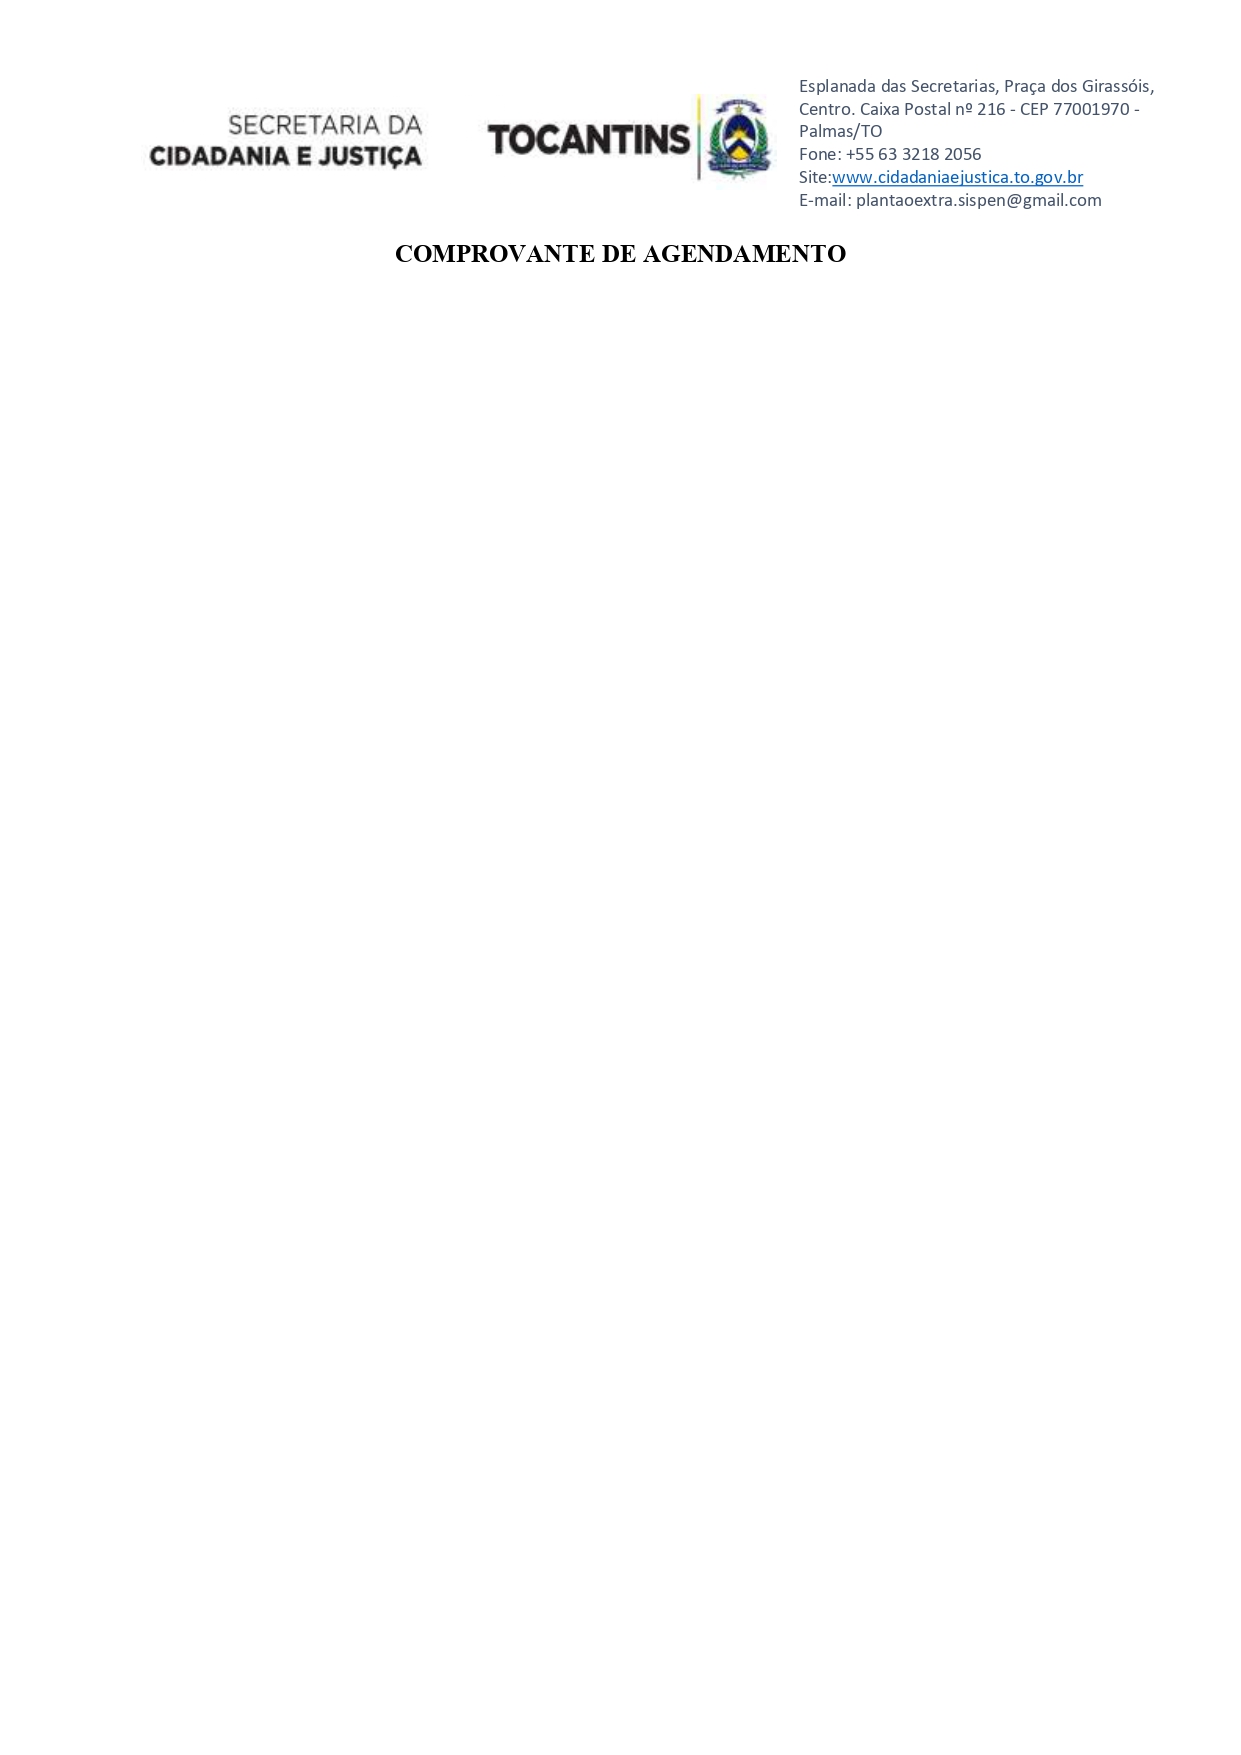 SECRETARIA DA
CIDADANIA E JUSTIÇA
TOCANTINS
Esplanada das Secretarias, Praça dos Girassóis,
Centro. Caixa Postal nº 216 - CEP 77001970 -
Palmas/TO
Fone: +55 63 3218 2056
Site:www.cidadaniaejustica.to.gov.br
E-mail: plantaoextra.sispen@gmail.com
COMPROVANTE DE AGENDAMENTO